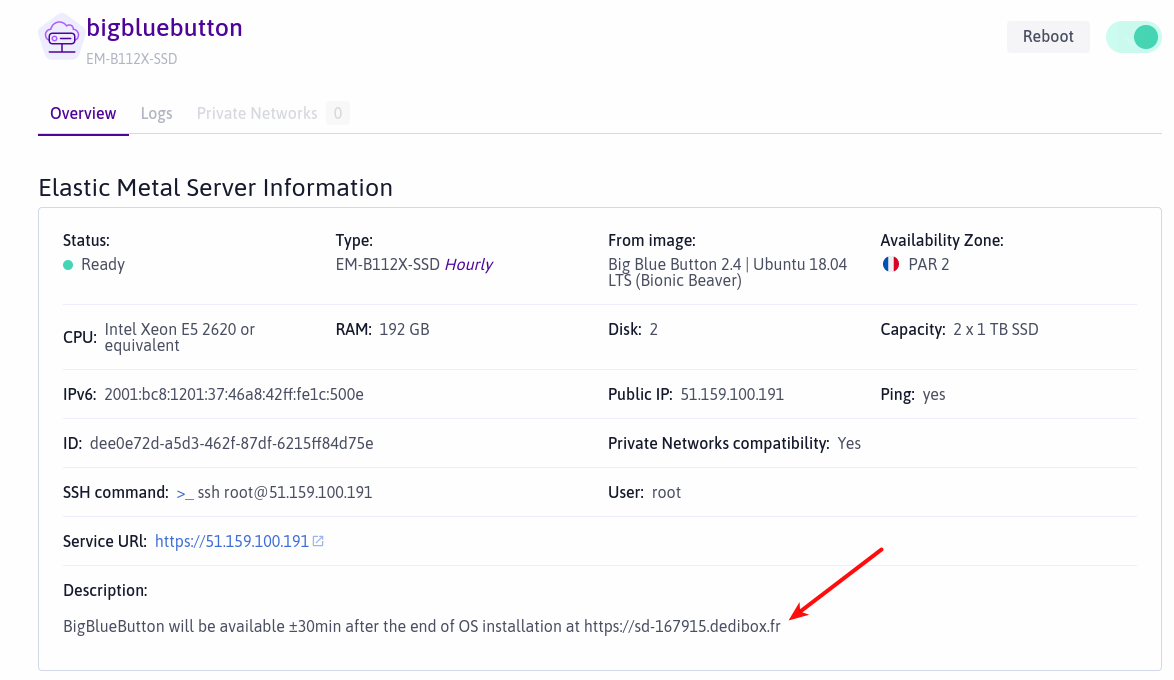 bigbluebutton
EM-B112X-SSD
Reboot
Overview Logs Private Networks 0
Elastic Metal Server Information
Status: Type: From image: Availability Zone:
Ready EM-B112X-SSD Hourly Big Blue Button 2.4 | Ubuntu 18.04 PAR 2
LTS (Bionic Beaver)
CPU: Intel Xeon E5 2620 or RAM: 192 GB Disk: 2 Capacity: 2 x 1 TB SSD
equivalent
IPv6: 2001:bc8:1201:37:46a8:42ff:fe1c:500e Public IP: 51.159.100.191 Ping: yes
ID: dee0e72d-a5d3-462f-87df-6215ff84d75e Private Networks compatibility: Yes
SSH command: >_ ssh root@51.159.100.191 User: root
Service URl: https://51.159.100.191
Description:
BigBlueButton will be available ±30min after the end of OS installation at https://sd-167915.dedibox.fr